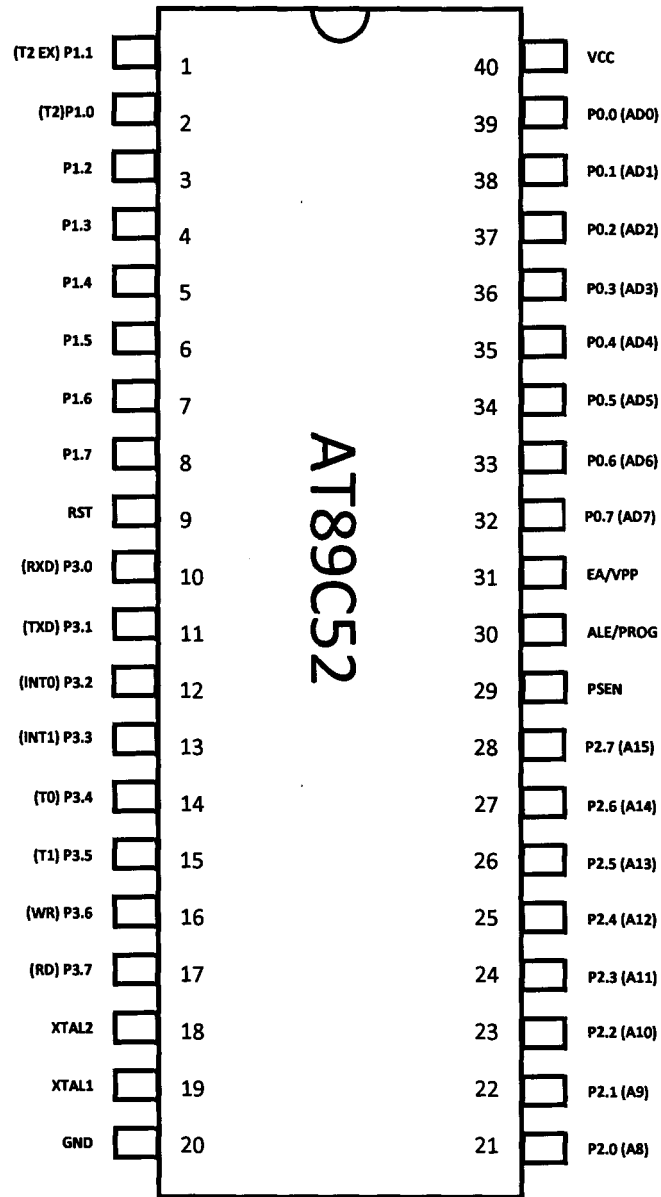 (T2 EX) P1.1 1 40 VCC
(T2)P1.0 2 39 P0.0 (AD0)
P1.2 3 38 P0.1 (AD1)
P1.3 4 37 P0.2 (AD2)
P1.4 5 36 P0.3 (AD3)
P1.5 6 35 P0.4 (AD4)
P1.6 7 34 P0.5 (AD5)
P1.7 8 33 P0.6 (AD6)
RST 9 32 P0.7 (AD7)
(RXD) P3.0 10 31 EA/VPP
(TXD) P3.1 11 30 ALE/PROG
(INT0) P3.2 12 29 PSEN
(INT1) P3.3 13 28 P2.7 (A15)
(T0) P3.4 14 27 P2.6 (A14)
(T1) P3.5 15 26 P2.5 (A13)
(WR) P3.6 16 25 P2.4 (A12)
(RD) P3.7 17 24 P2.3 (A11)
XTAL2 18 23 P2.2 (A10)
XTAL1 19 22 P2.1 (A9)
GND 20 21 P2.0 (A8)
AT89C52